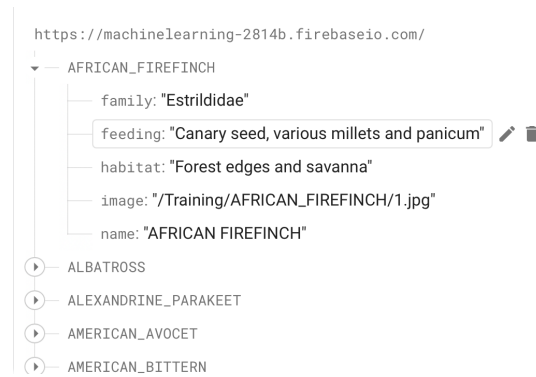 https://machinelearning-2814b.firebaseio.com/
AFRICAN_FIREFINCH
family: "Estrildidae"
feeding: "Canary seed, various millets and panicum"
habitat: "Forest edges and savanna"
image: "/Training/AFRICAN_FIREFINCH/1.jpg"
name: "AFRICAN FIREFINCH"
ALBATROSS
ALEXANDRINE_PARAKEET
AMERICAN_AVOCET
AMERICAN_BITTERN